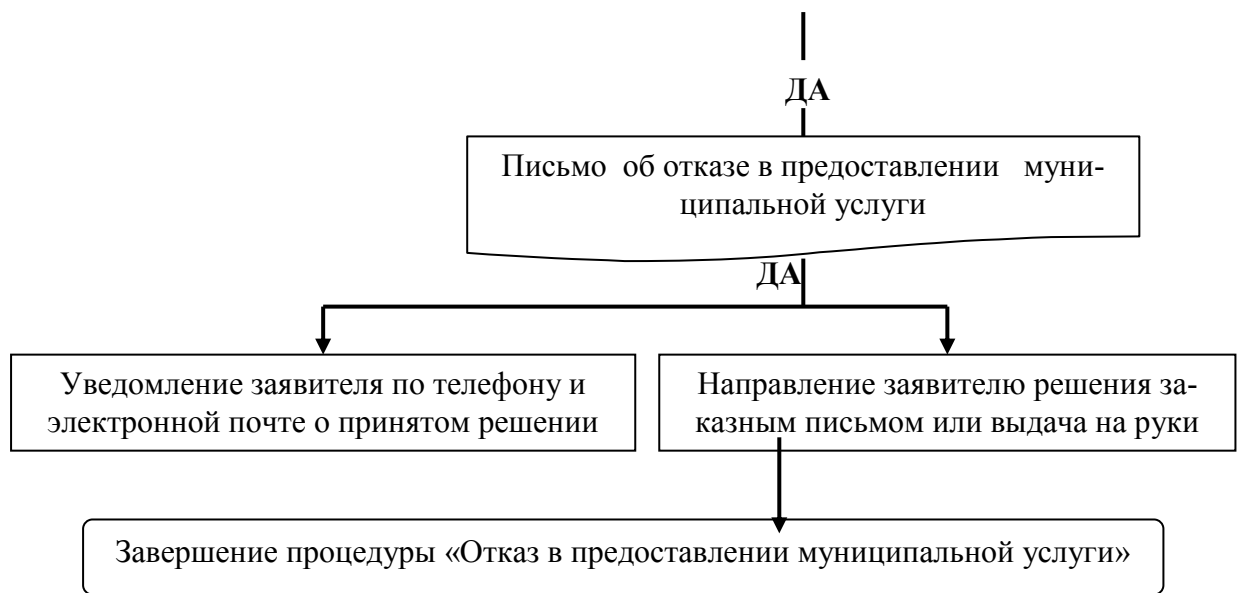 ДА
Письмо об отказе в предоставлении муни-
ципальной услуги
ДА
Уведомление заявителя по телефону и
электронной почте о принятом решении
Направление заявителю решения за-
казным письмом или выдача на руки
Завершение процедуры «Отказ в предоставлении муниципальной услуги»